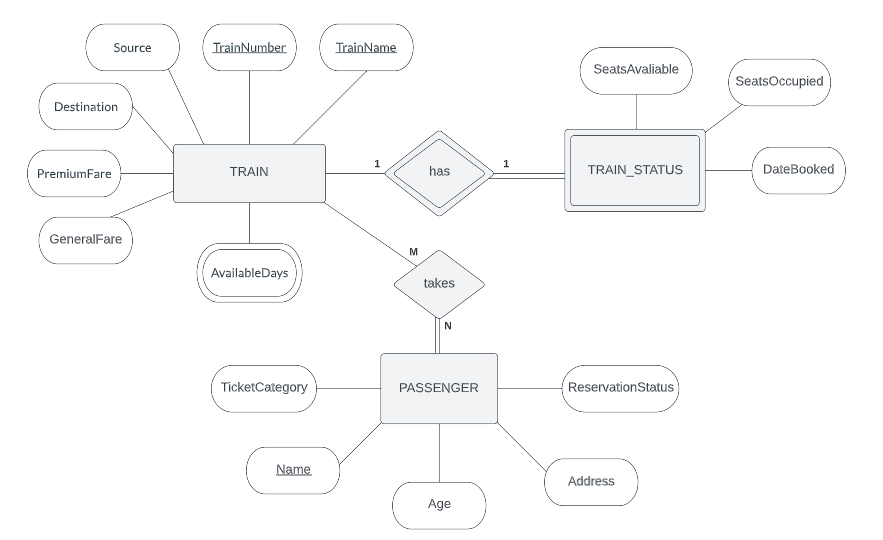 Source
TrainNumber
TrainName
SeatsAvaliable
SeatsOccupied
Destination
TRAIN
1
has
1
TRAIN_STATUS
DateBooked
PremiumFare
GeneralFare
AvailableDays
M
takes
N
TicketCategory
PASSENGER
ReservationStatus
Name
Age
Address